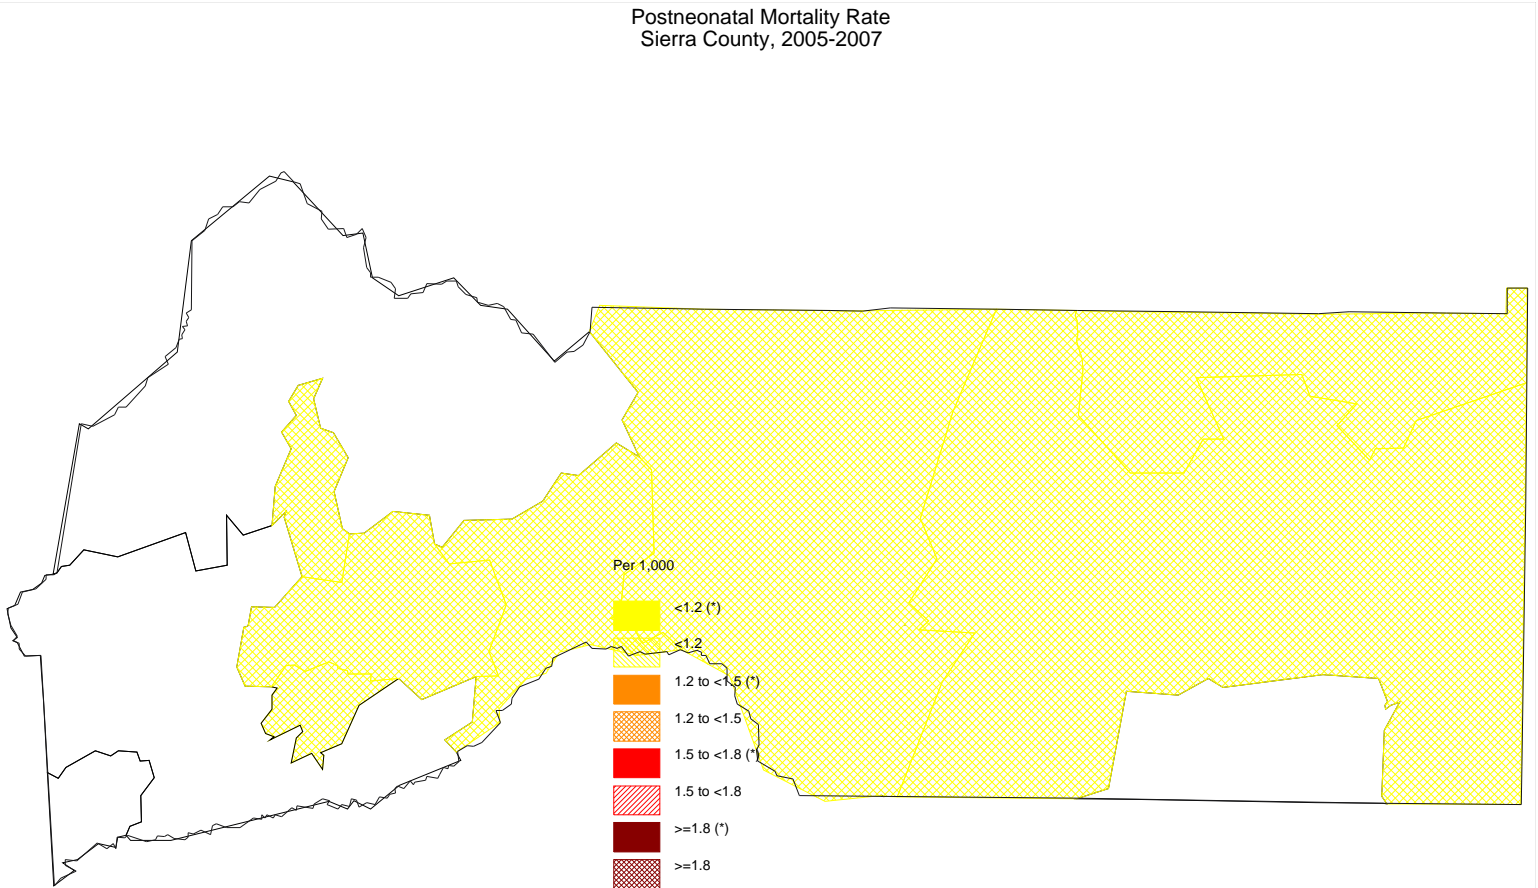 Postneonatal Mortality Rate
Sierra County, 2005-2007
Per 1,000
<1.2 (*)
<1.2
1.2 to <1.5 (*)
1.2 to <1.5
1.5 to <1.8 (*)
1.5 to <1.8
>=1.8 (*)
>=1.8